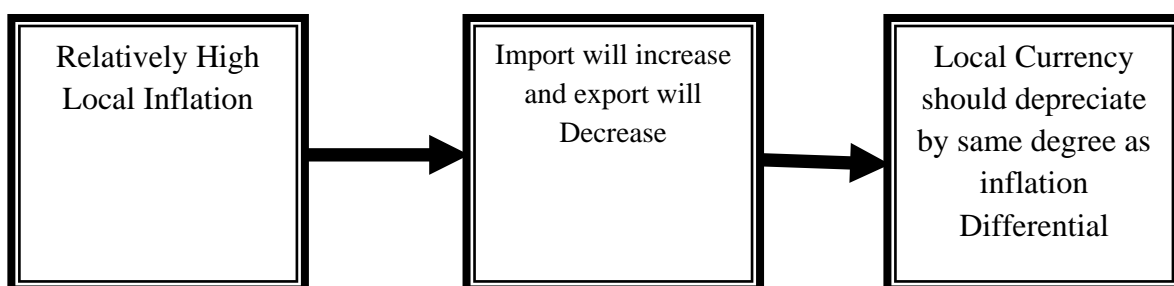 Relatively High
Local Inflation
Import will increase
and export will
Decrease
Local Currency
should depreciate
by same degree as
inflation
Differential